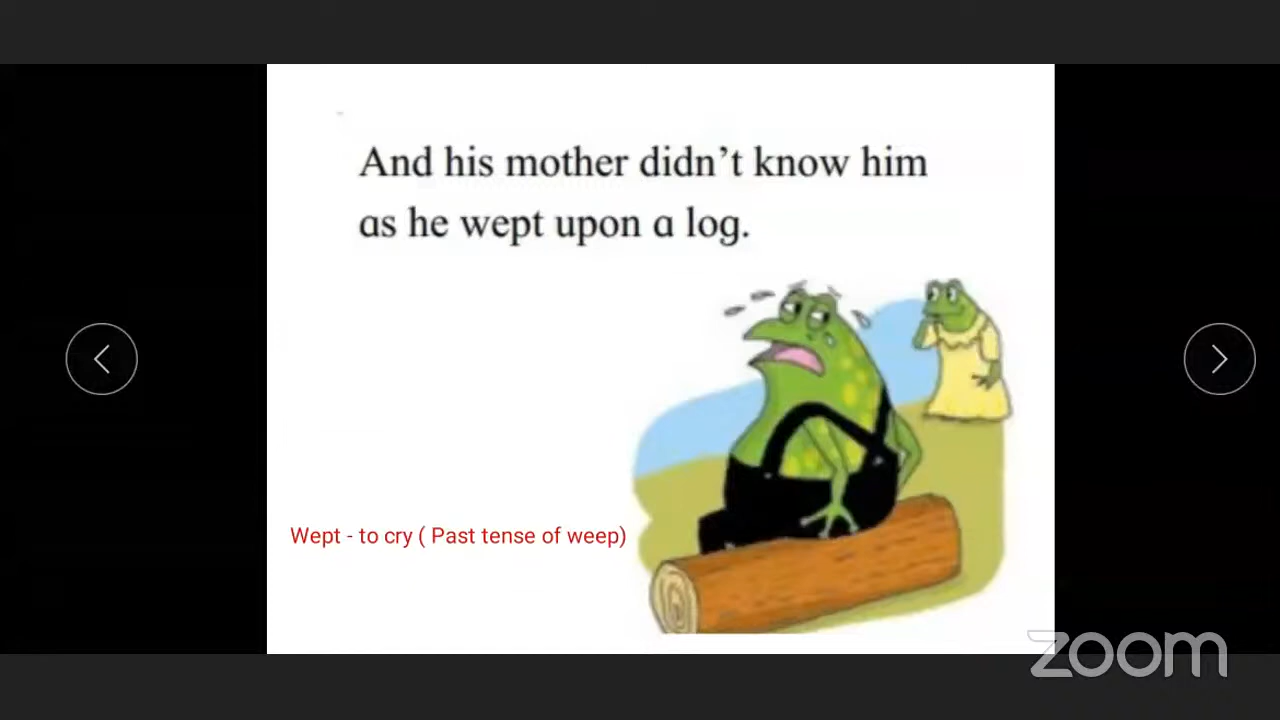 And his mother didn’t know him
as he wept upon a log.
Wept - to cry ( Past tense of weep)
zoom